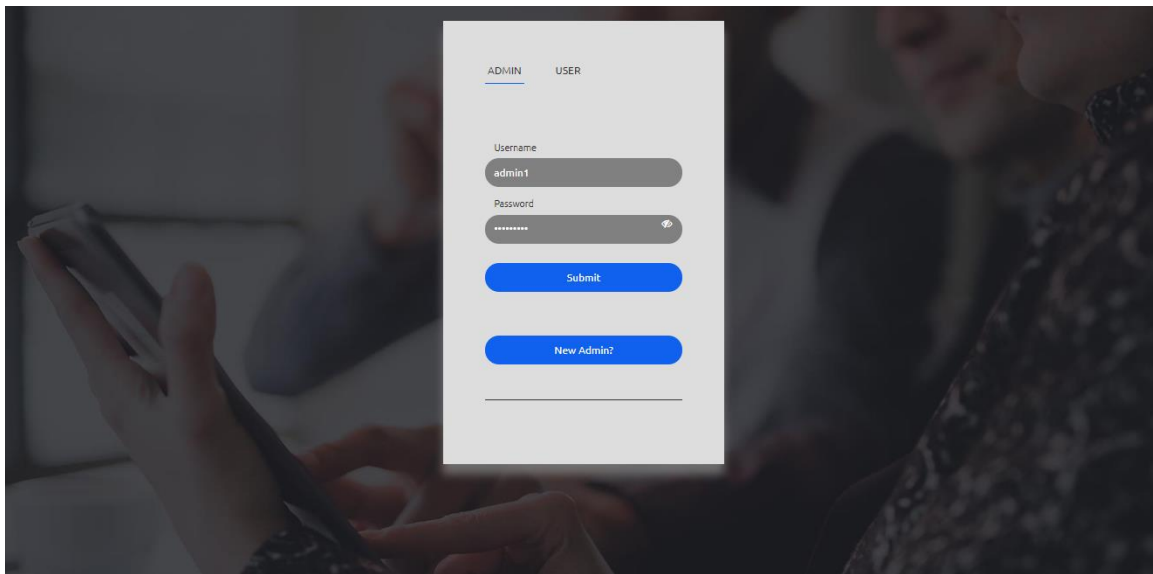 ADMIN USER
Username
admin1
Password
•••••••••
Submit
New Admin?